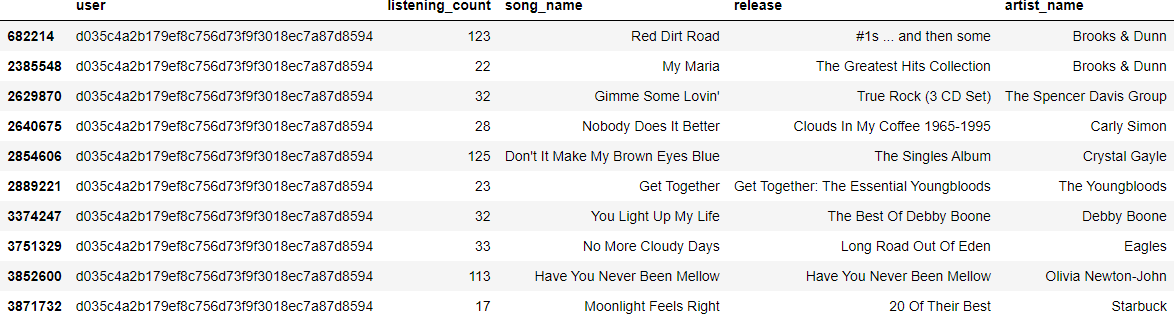 user listening_count song_name release artist_name
682214 d035c4a2b179ef8c756d73f9f3018ec7a87d8594 123 Red Dirt Road #1s ... and then some Brooks & Dunn
2385548 d035c4a2b179ef8c756d73f9f3018ec7a87d8594 22 My Maria The Greatest Hits Collection Brooks & Dunn
2629870 d035c4a2b179ef8c756d73f9f3018ec7a87d8594 32 Gimme Some Lovin' True Rock (3 CD Set) The Spencer Davis Group
2640675 d035c4a2b179ef8c756d73f9f3018ec7a87d8594 28 Nobody Does It Better Clouds In My Coffee 1965-1995 Carly Simon
2854606 d035c4a2b179ef8c756d73f9f3018ec7a87d8594 125 Don't It Make My Brown Eyes Blue The Singles Album Crystal Gayle
2889221 d035c4a2b179ef8c756d73f9f3018ec7a87d8594 23 Get Together Get Together: The Essential Youngbloods The Youngbloods
3374247 d035c4a2b179ef8c756d73f9f3018ec7a87d8594 32 You Light Up My Life The Best Of Debby Boone Debby Boone
3751329 d035c4a2b179ef8c756d73f9f3018ec7a87d8594 33 No More Cloudy Days Long Road Out Of Eden Eagles
3852600 d035c4a2b179ef8c756d73f9f3018ec7a87d8594 113 Have You Never Been Mellow Have You Never Been Mellow Olivia Newton-John
3871732 d035c4a2b179ef8c756d73f9f3018ec7a87d8594 17 Moonlight Feels Right 20 Of Their Best Starbuck